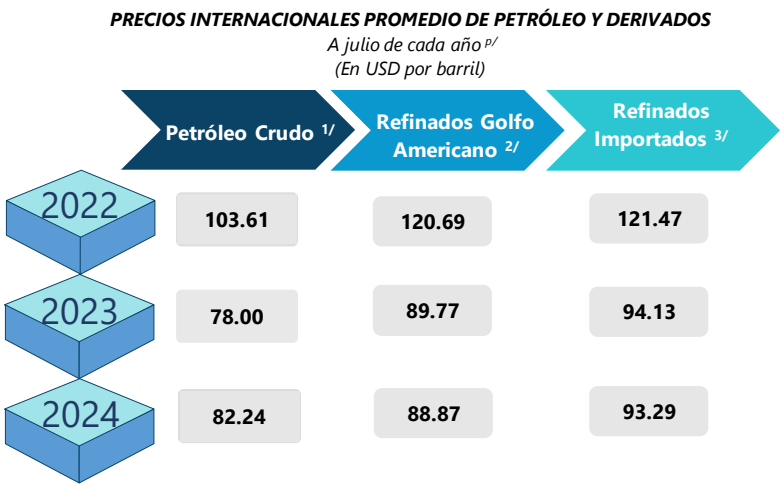 PRECIOS INTERNACIONALES PROMEDIO DE PETRÓLEO Y DERIVADOS
A julio de cada año p/
(En USD por barril)
Petróleo Crudo 1/
Refinados Golfo
Americano 2/
Refinados
Importados 3/
2022
103.61
120.69
121.47
2023
78.00
89.77
94.13
2024
82.24
88.87
93.29